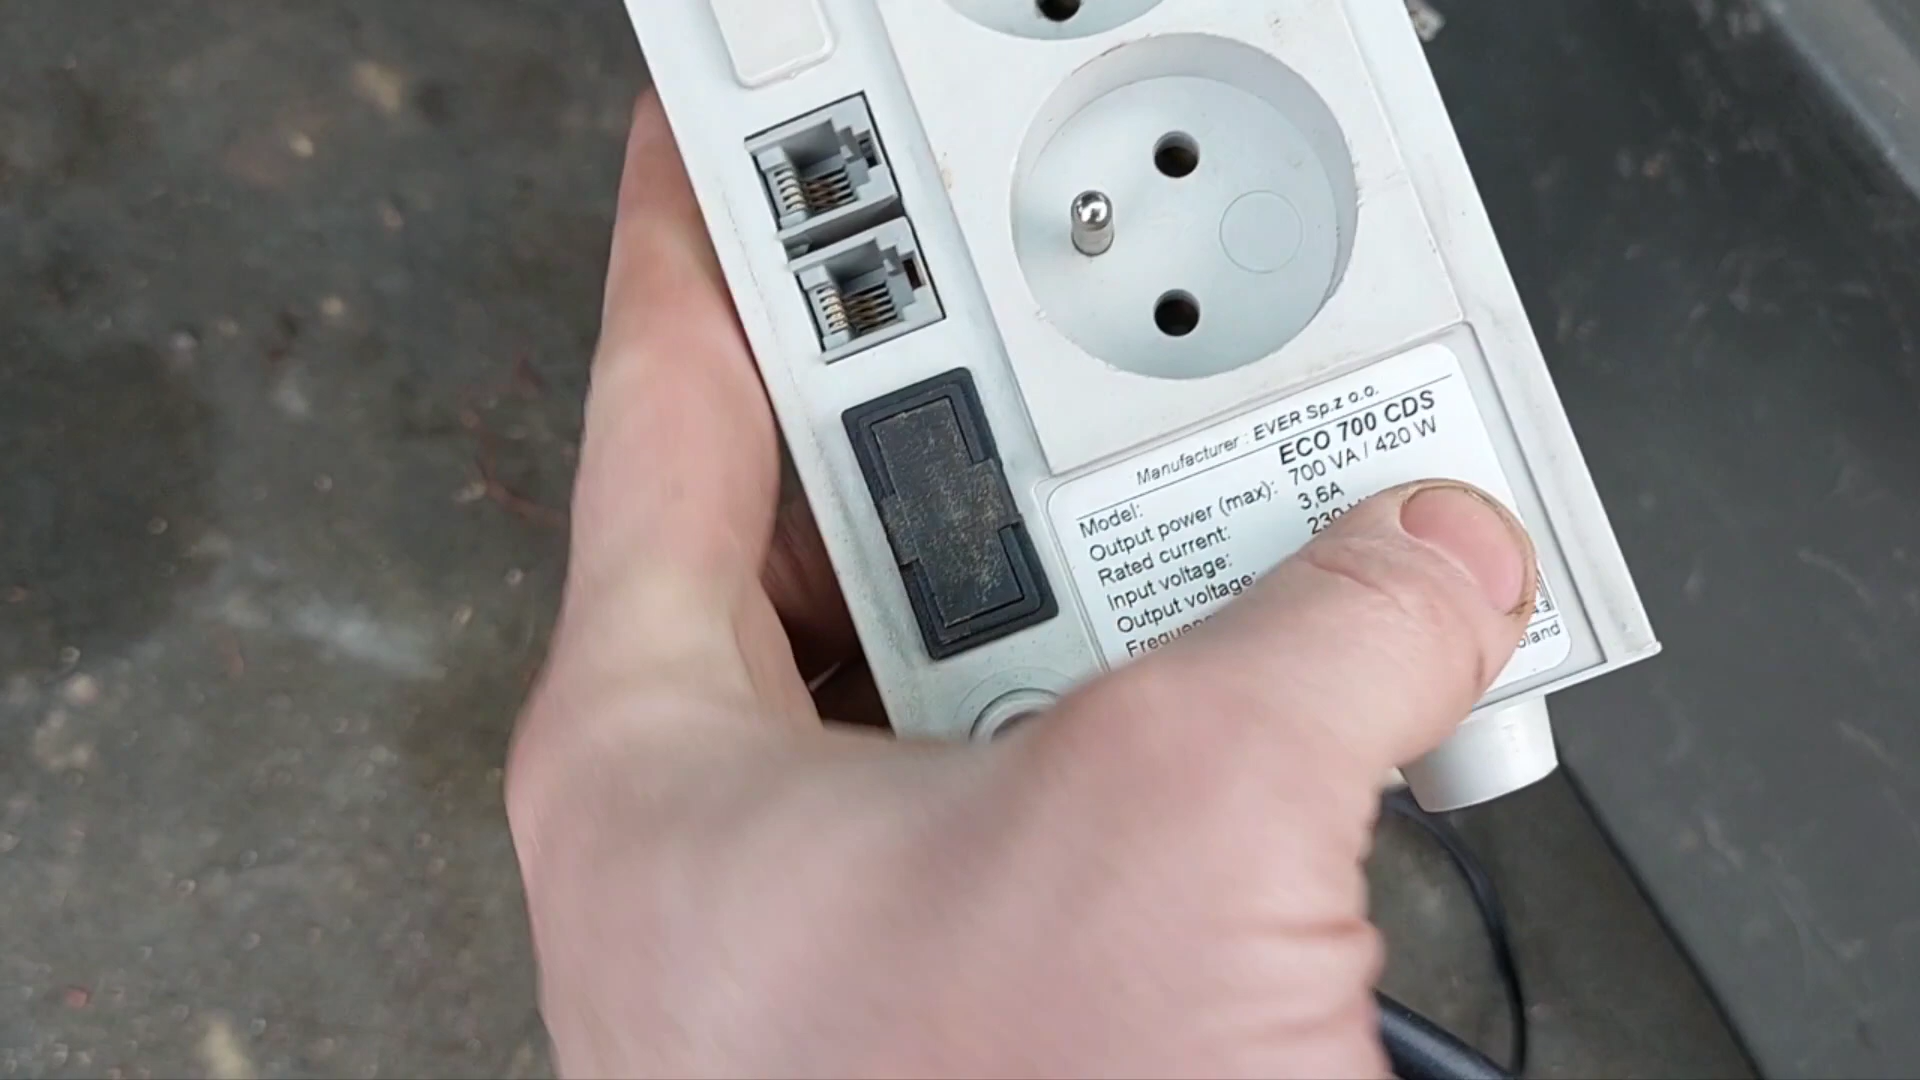 Manufacturer : EVER Sp.z o.o.
Model: ECO 700 CDS
Output power (max): 700 VA / 420 W
Rated current: 3,6A
Input voltage: 230
Output voltage: